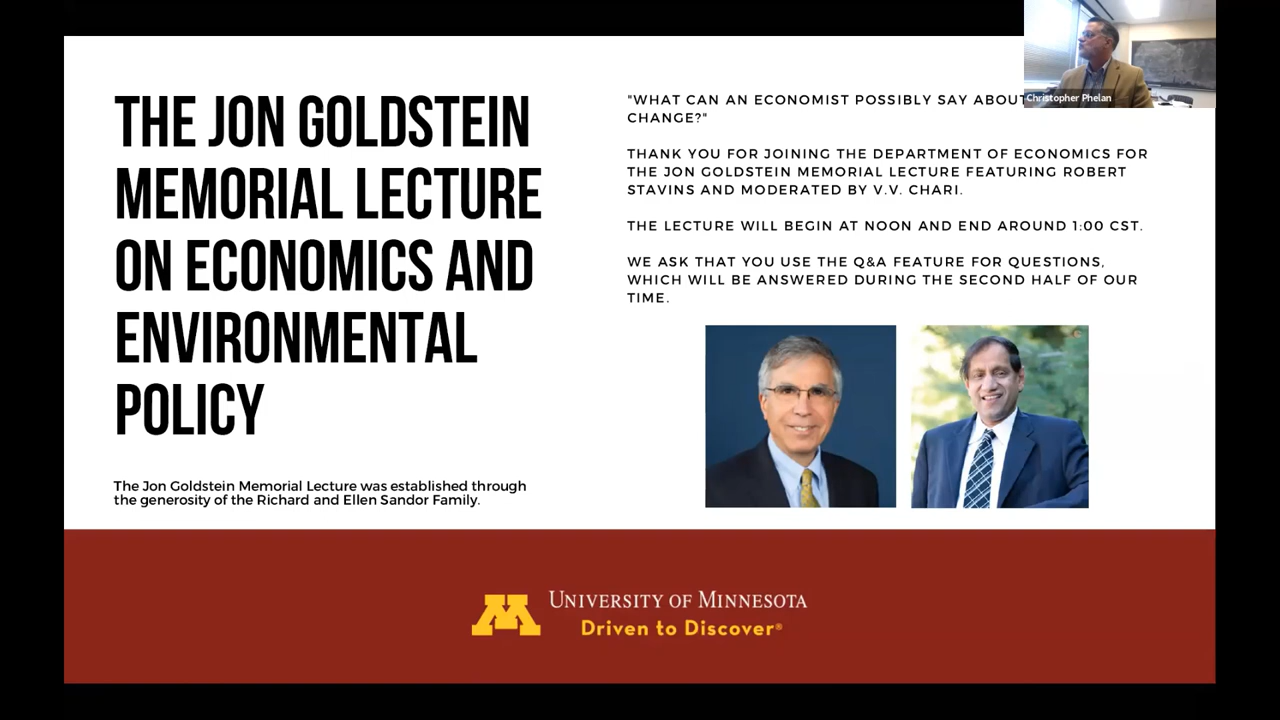 THE JON GOLDSTEIN
MEMORIAL LECTURE
ON ECONOMICS AND
ENVIRONMENTAL
POLICY
The Jon Goldstein Memorial Lecture was established through
the generosity of the Richard and Ellen Sandor Family.
"WHAT CAN AN ECONOMIST POSSIBLY SAY ABOUT
CHANGE?"
THANK YOU FOR JOINING THE DEPARTMENT OF ECONOMICS FOR
THE JON GOLDSTEIN MEMORIAL LECTURE FEATURING ROBERT
STAVINS AND MODERATED BY V.V. CHARI.
THE LECTURE WILL BEGIN AT NOON AND END AROUND 1:00 CST.
WE ASK THAT YOU USE THE Q&A FEATURE FOR QUESTIONS,
WHICH WILL BE ANSWERED DURING THE SECOND HALF OF OUR
TIME.
Christopher Phelan
M
UNIVERSITY OF MINNESOTA
Driven to Discover®